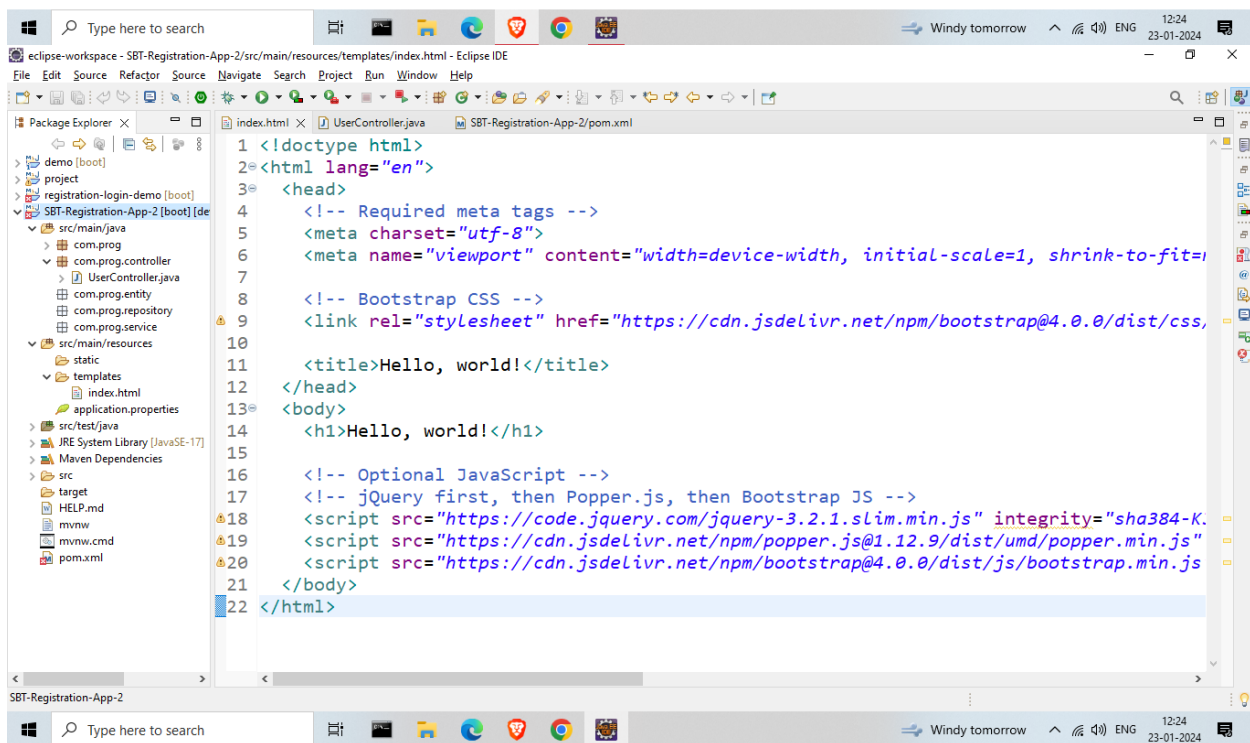 Type here to search
Windy tomorrow
ENG
12:24
23-01-2024
eclipse-workspace - SBT-Registration-App-2/src/main/resources/templates/index.html - Eclipse IDE
File Edit Source Refactor Source Navigate Search Project Run Window Help
Package Explorer
index.html UserController.java SBT-Registration-App-2/pom.xml
demo [boot]
project
registration-login-demo [boot]
SBT-Registration-App-2 [boot] [de
src/main/java
com.prog
com.prog.controller
UserController.java
com.prog.entity
com.prog.repository
com.prog.service
src/main/resources
static
templates
index.html
application.properties
src/test/java
JRE System Library [JavaSE-17]
Maven Dependencies
src
target
HELP.md
mvnw
mvnw.cmd
pom.xml
1 <!doctype html>
2 <html lang="en">
3 <head>
4 <!-- Required meta tags -->
5 <meta charset="utf-8">
6 <meta name="viewport" content="width=device-width, initial-scale=1, shrink-to-fit=
7
8 <!-- Bootstrap CSS -->
9 <link rel="stylesheet" href="https://cdn.jsdelivr.net/npm/bootstrap@4.0.0/dist/css/
10
11 <title>Hello, world!</title>
12 </head>
13 <body>
14 <h1>Hello, world!</h1>
15
16 <!-- Optional JavaScript -->
17 <!-- jQuery first, then Popper.js, then Bootstrap JS -->
18 <script src="https://code.jquery.com/jquery-3.2.1.slim.min.js" integrity="sha384-K
19 <script src="https://cdn.jsdelivr.net/npm/popper.js@1.12.9/dist/umd/popper.min.js"
20 <script src="https://cdn.jsdelivr.net/npm/bootstrap@4.0.0/dist/js/bootstrap.min.js
21 </body>
22 </html>
SBT-Registration-App-2
Type here to search
Windy tomorrow
ENG
12:24
23-01-2024